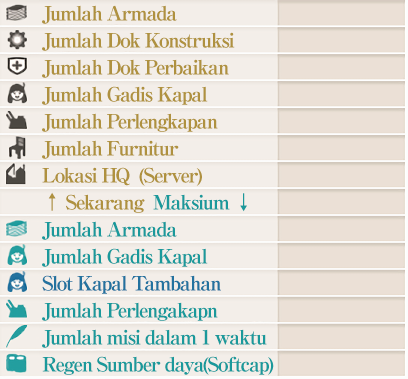 Jumlah Armada
Jumlah Dok Konstruksi
Jumlah Dok Perbaikan
Jumlah Gadis Kapal
Jumlah Perlengkapan
Jumlah Furnitur
Lokasi HQ (Server)
↑ Sekarang Maksium ↓
Jumlah Armada
Jumlah Gadis Kapal
Slot Kapal Tambahan
Jumlah Perlengakapn
Jumlah misi dalam 1 waktu
Regen Sumber daya(Softcap)